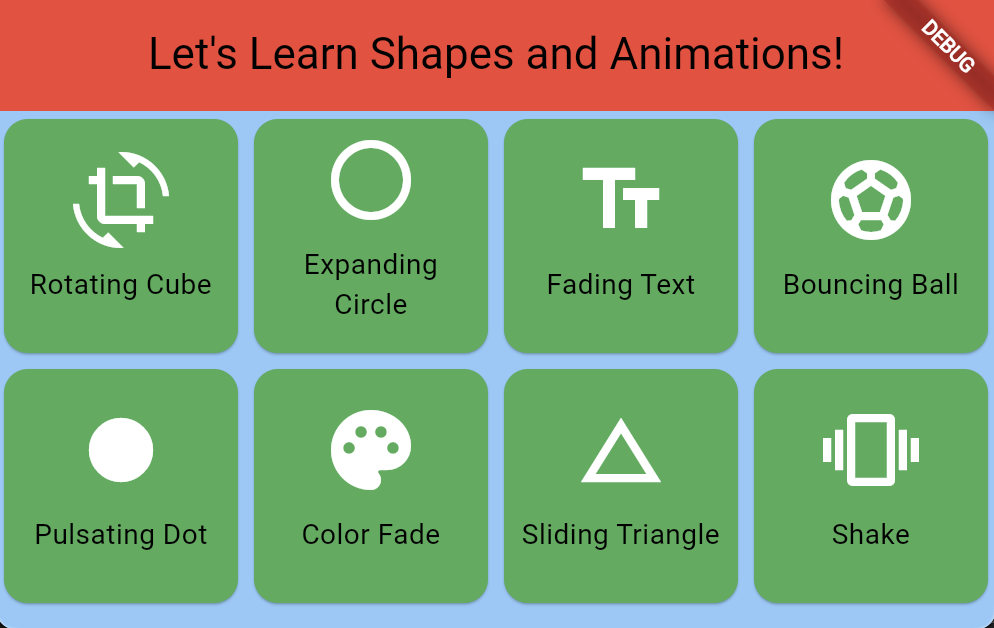 Let's Learn Shapes and Animations!
DEBUG
Rotating Cube
Expanding
Circle
Fading Text
Bouncing Ball
Pulsating Dot
Color Fade
Sliding Triangle
Shake